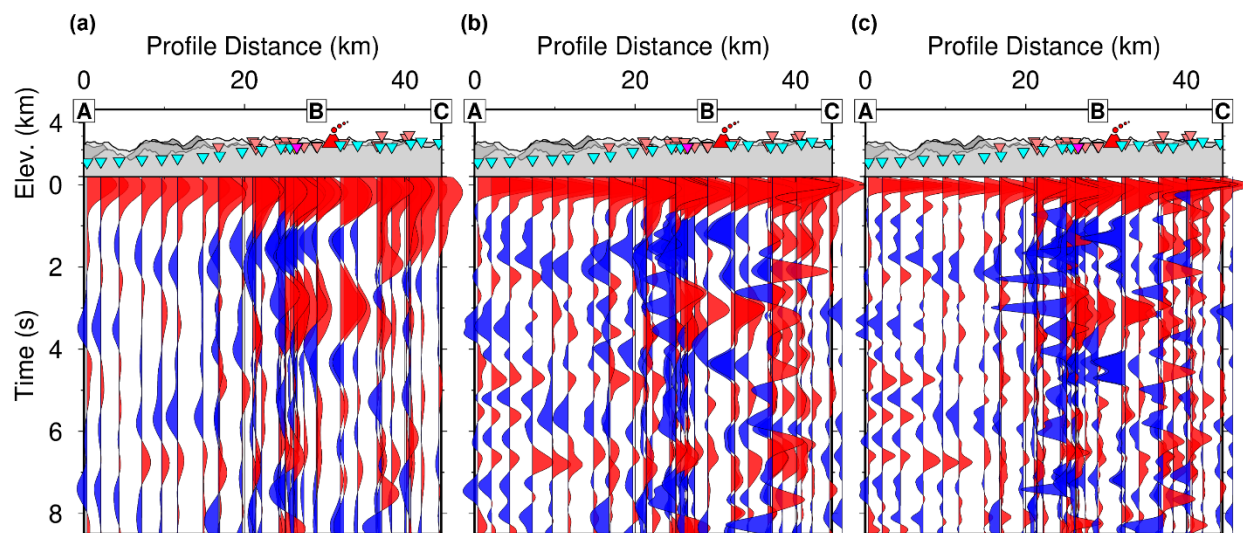 (a) (b) (c)
Profile Distance (km) Profile Distance (km) Profile Distance (km)
0 20 40 0 20 40 0 20 40
A B C A B C A B C
Elev. (km)
4
0
2
Time (s)
4
6
8